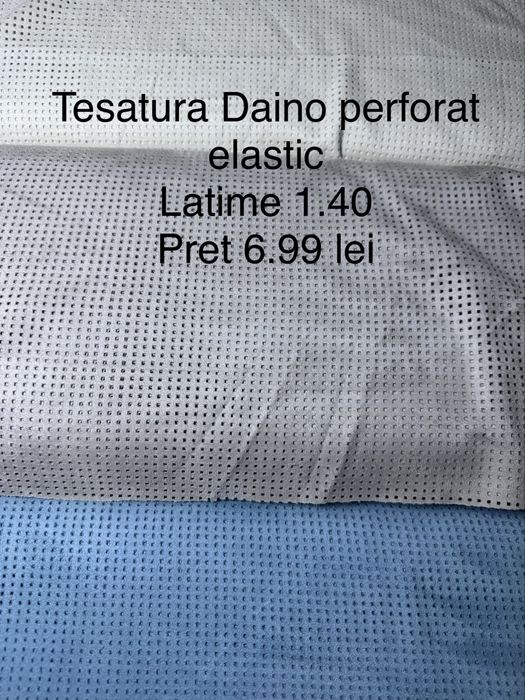 Tesatura Daino perforat
elastic
Latime 1.40
Pret 6.99 lei